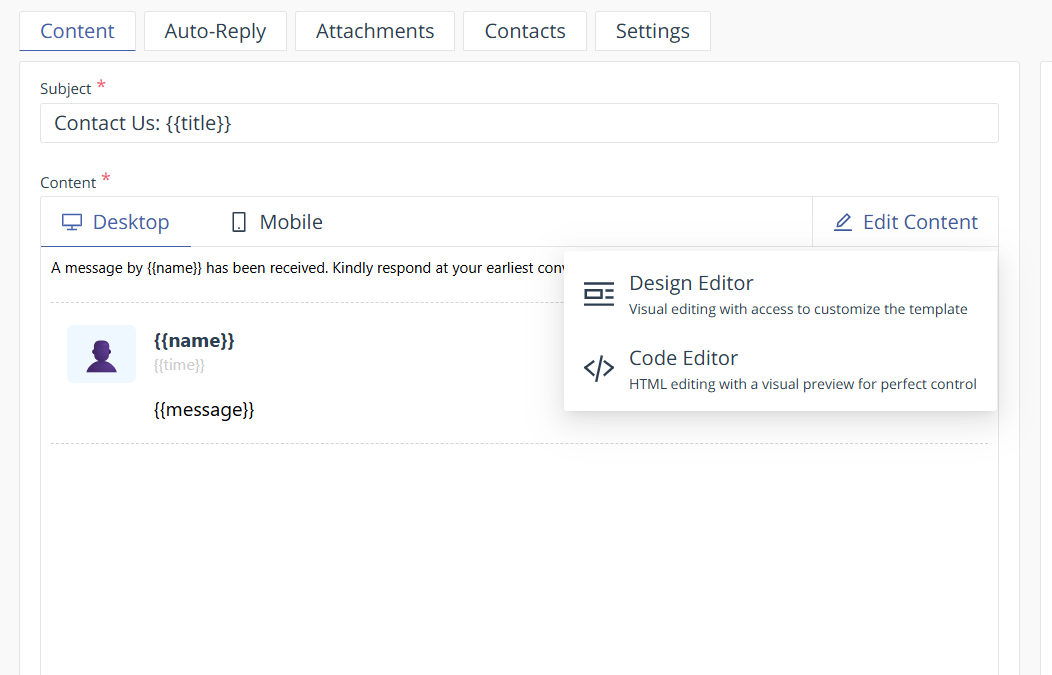 Content Auto-Reply Attachments Contacts Settings
Subject *
Contact Us: {{title}}
Content *
Desktop Mobile Edit Content
A message by {{name}} has been received. Kindly respond at your earliest
Design Editor
Visual editing with access to customize the template
{{name}}
{{time}}
Code Editor
HTML editing with a visual preview for perfect control
{{message}}